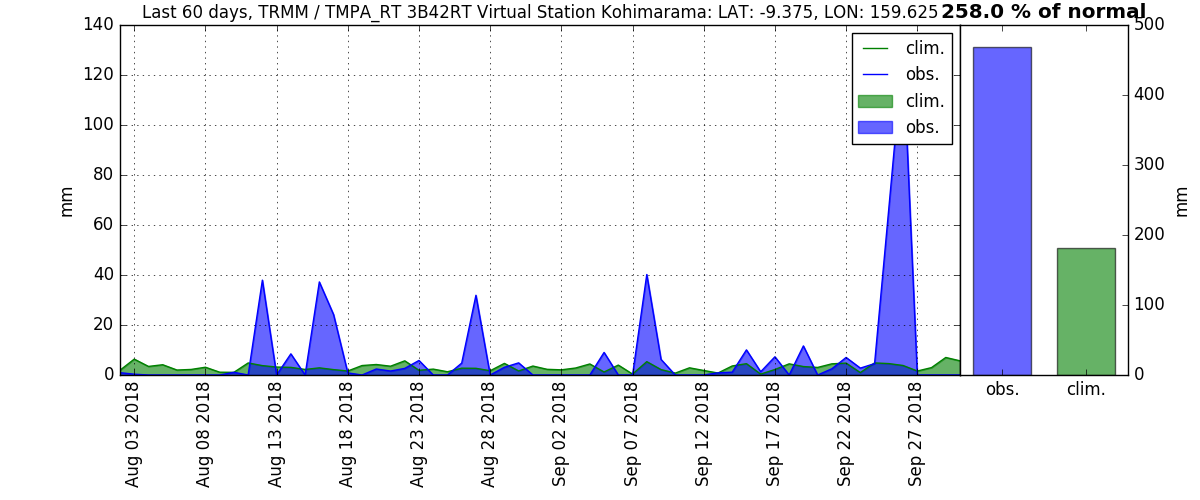 Last 60 days, TRMM / TMPA_RT 3B42RT Virtual Station Kohimarama: LAT: -9.375, LON: 159.625
258.0 % of normal
140
120
100
80
60
40
20
0
mm
clim.
obs.
clim.
obs.
Aug 03 2018
Aug 08 2018
Aug 13 2018
Aug 18 2018
Aug 23 2018
Aug 28 2018
Sep 02 2018
Sep 07 2018
Sep 12 2018
Sep 17 2018
Sep 22 2018
Sep 27 2018
500
400
300
200
100
0
mm
obs.
clim.